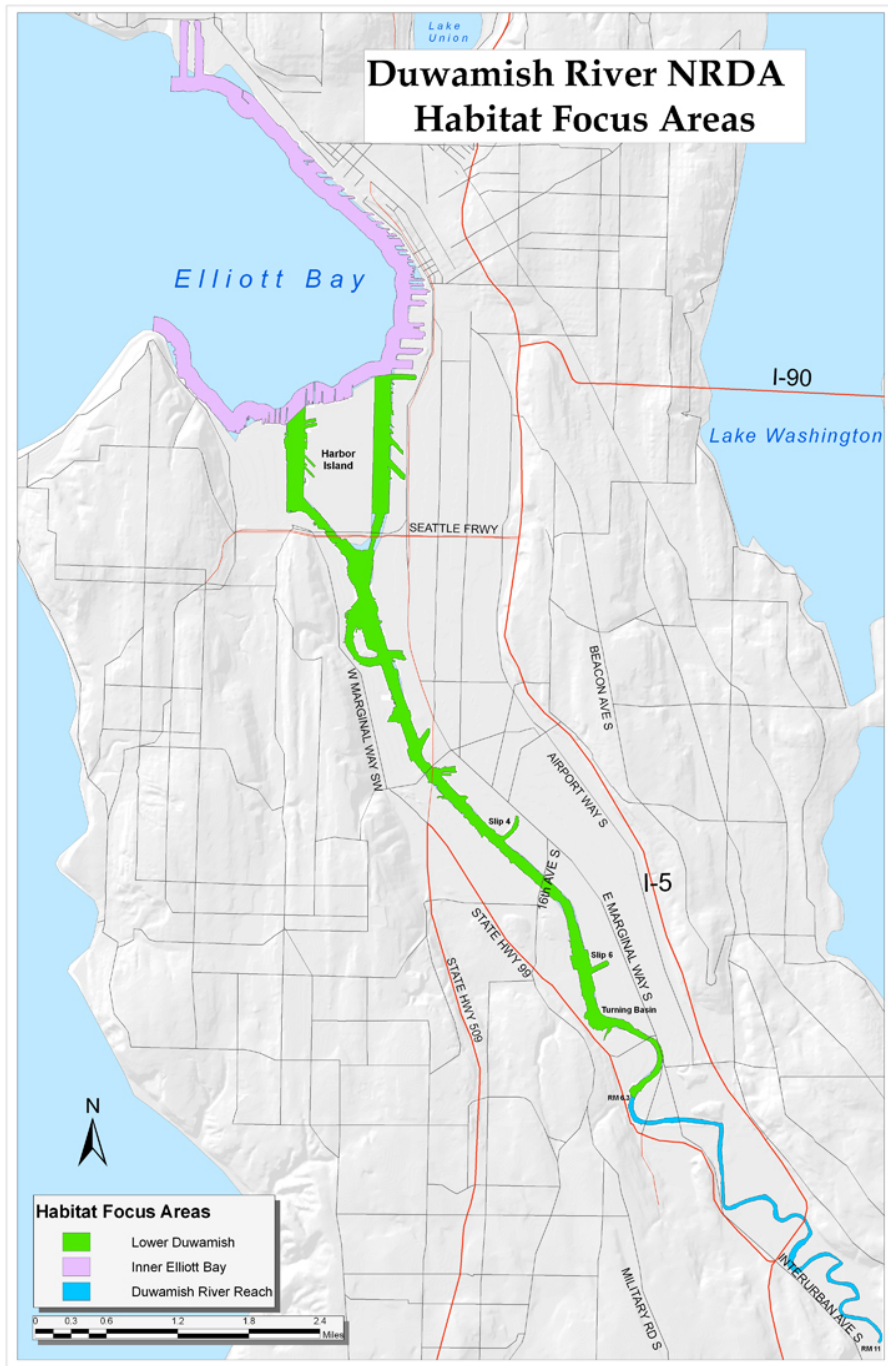 Lake
Union
Duwamish River NRDA
Habitat Focus Areas
Elliott Bay
I-90
Lake Washington
Harbor
Island
SEATTLE FRWY
BEACON AVE S
W MARGINAL WAY SW
AIRPORT WAY S
Slip 4
16th AVE S
I-5
E MARGINAL WAY S
STATE HWY 99
Slip 6
STATE HWY 509
Turning Basin
RM 6.3
N
INTERURBAN AVE S
MILITARY RD S
RM 11
Habitat Focus Areas
Lower Duwamish
Inner Elliott Bay
Duwamish River Reach
0 0.3 0.6 1.2 1.8 2.4
Miles